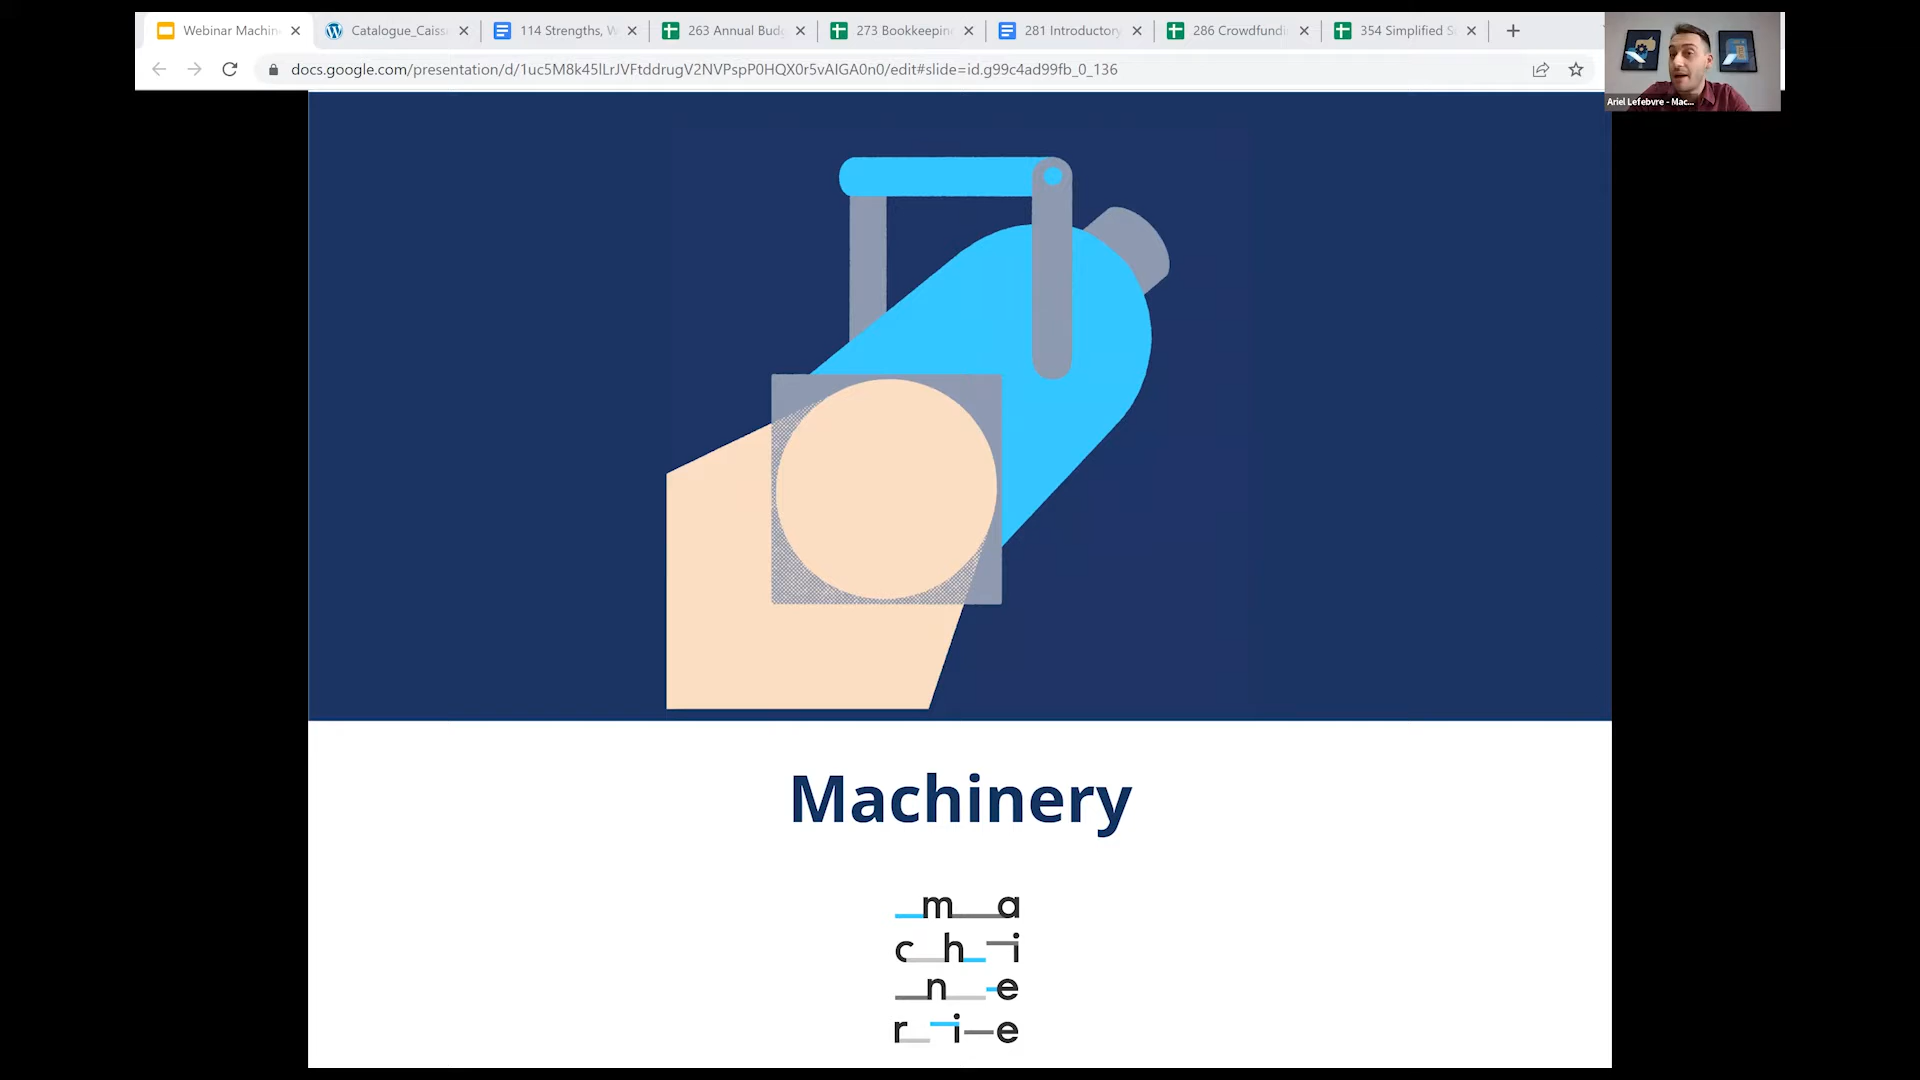 Webinar Machin
Catalogue_Caiss
114 Strengths, W
263 Annual Budg
273 Bookkeeping
281 Introductory
286 Crowdfundi
354 Simplified S
docs.google.com/presentation/d/1uc5M8k45lLrJVFtddrugV2NVPspP0HQX0r5vAIGA0n0/edit#slide=id.g99c4ad99fb_0_136
Ariel Lefebvre - Mac...
Machinery
m a
c h i
n e
r i e